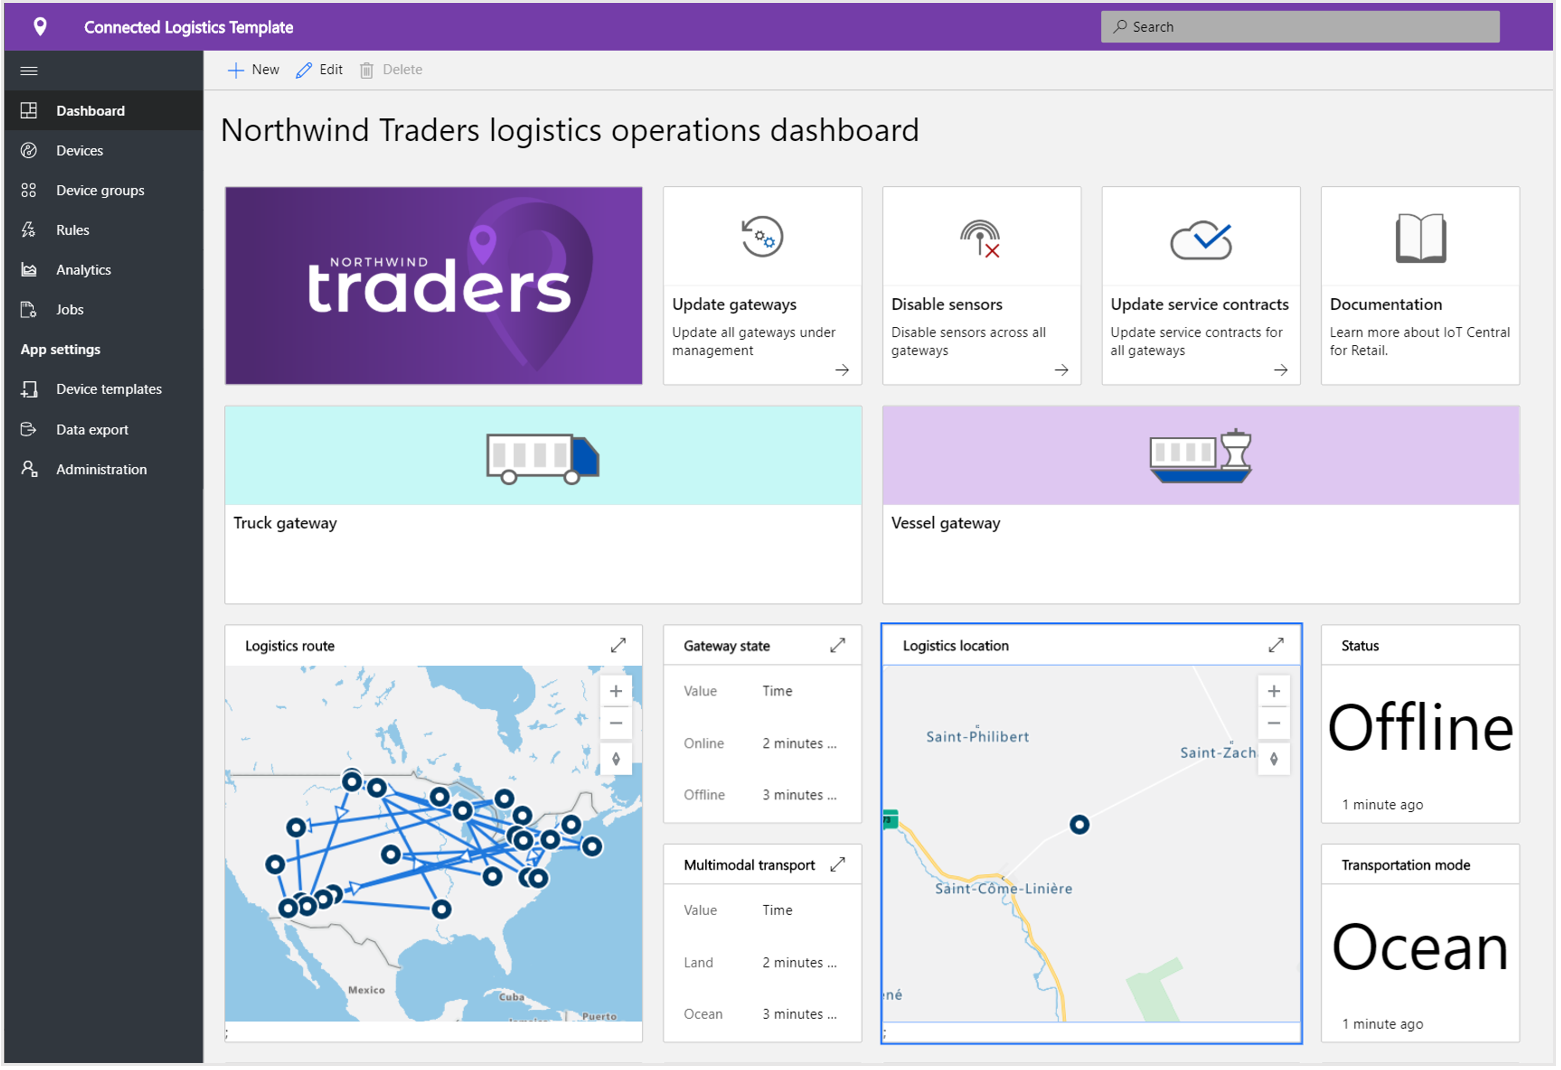 Connected Logistics Template
Search
New
Edit
Delete
Dashboard
Devices
Device groups
Rules
Analytics
Jobs
App settings
Device templates
Data export
Administration
Northwind Traders logistics operations dashboard
NORTHWIND
traders
Update gateways
Update all gateways under
management
Disable sensors
Disable sensors across all
gateways
Update service contracts
Update service contracts for
all gateways
Documentation
Learn more about IoT Central
for Retail.
Truck gateway
Vessel gateway
Logistics route
Mexico
Cuba
Puerto
;
Gateway state
Value Time
Online 2 minutes ...
Offline 3 minutes ...
Multimodal transport
Value Time
Land 2 minutes ...
Ocean 3 minutes ...
Logistics location
Saint-Philibert
Saint-Zach
73
Saint-Côme-Linière
né
;
Status
Offline
1 minute ago
Transportation mode
Ocean
1 minute ago